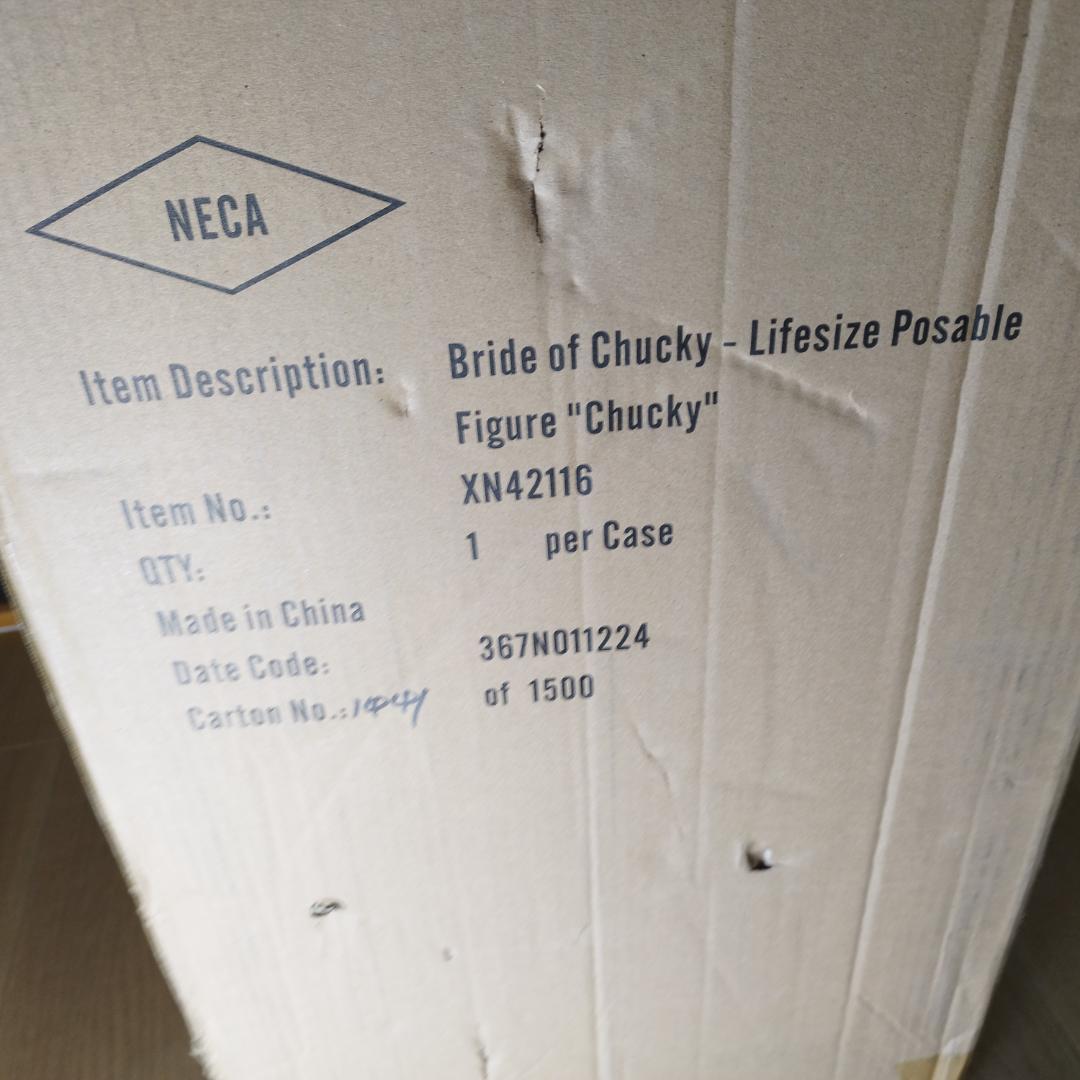 NECA
Item Description: Bride of Chucky - Lifesize Posable
Figure "Chucky"
Item No.: XN42116
QTY: 1 per Case
Made in China
Date Code: 367N011224
Carton No.: of 1500